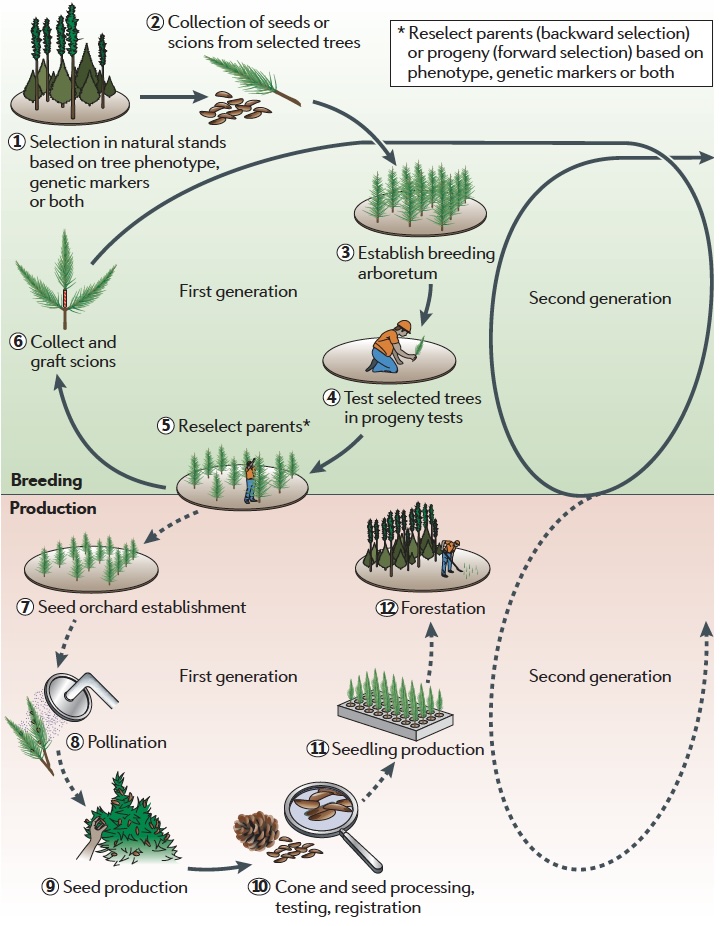 ② Collection of seeds or
scions from selected trees
* Reselect parents (backward selection)
or progeny (forward selection) based on
phenotype, genetic markers or both
① Selection in natural stands
based on tree phenotype,
genetic markers
or both
③ Establish breeding
arboretum
First generation
Second generation
⑥ Collect and
graft scions
④ Test selected trees
in progeny tests
⑤ Reselect parents*
Breeding
Production
⑦ Seed orchard establishment
⑫ Forestation
First generation
Second generation
⑧ Pollination
⑪ Seedling production
⑨ Seed production
⑩ Cone and seed processing,
testing, registration